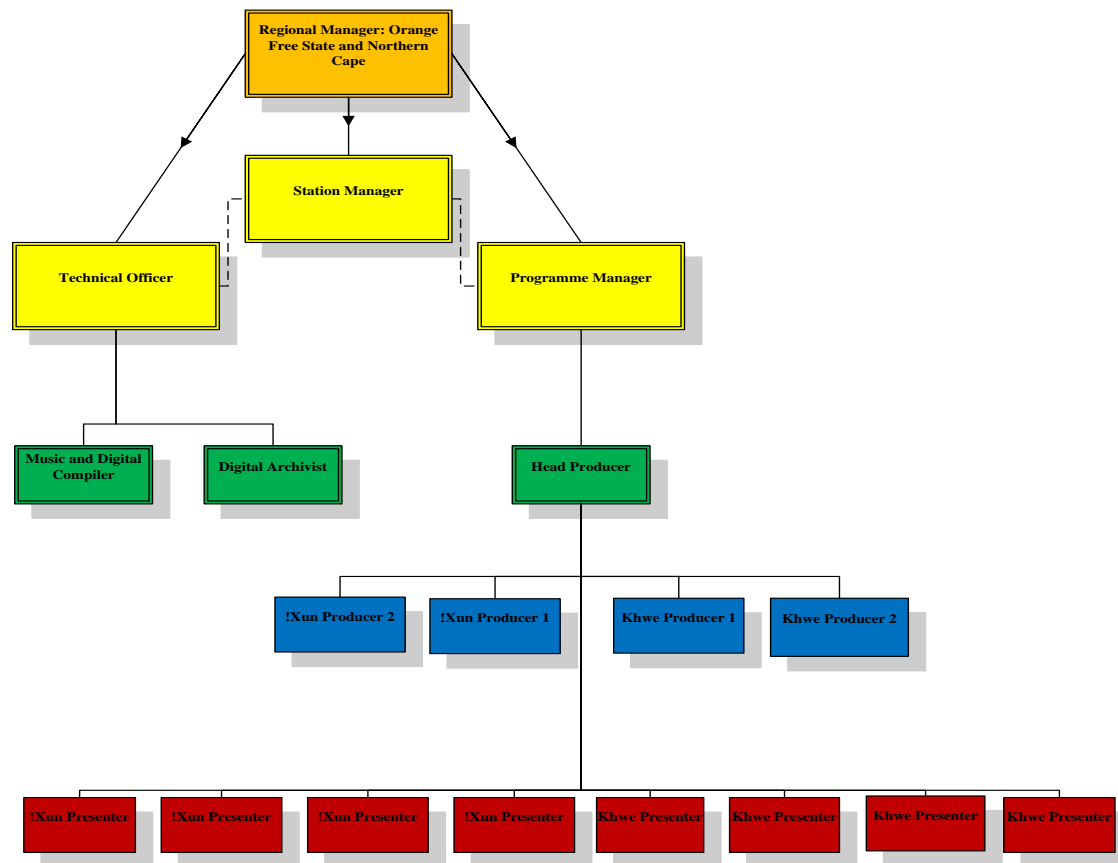 Regional Manager: Orange
Free State and Northern
Cape
Station Manager
Technical Officer
Programme Manager
Music and Digital
Compiler
Digital Archivist
Head Producer
!Xun Producer 2
!Xun Producer 1
Khwe Producer 1
Khwe Producer 2
!Xun Presenter
!Xun Presenter
!Xun Presenter
!Xun Presenter
Khwe Presenter
Khwe Presenter
Khwe Presenter
Khwe Presenter